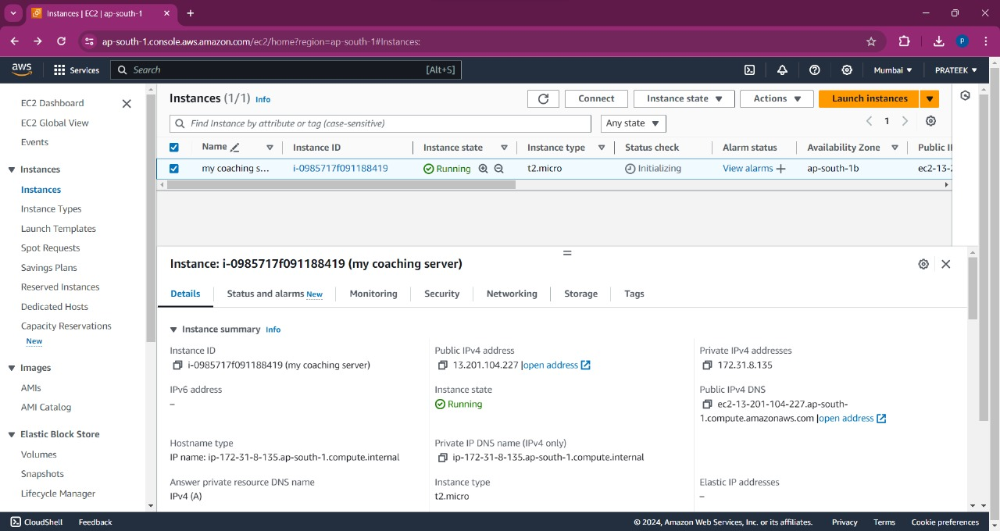 Instances | EC2 | ap-south-1
ap-south-1.console.aws.amazon.com/ec2/home?region=ap-south-1#Instances:
P
aws
Services
Search
[Alt+S]
Mumbai
PRATEEK
EC2 Dashboard
EC2 Global View
Events
Instances
Instances
Instance Types
Launch Templates
Spot Requests
Savings Plans
Reserved Instances
Dedicated Hosts
Capacity Reservations
New
Images
AMIs
AMI Catalog
Elastic Block Store
Volumes
Snapshots
Lifecycle Manager
Instances (1/1) Info
Connect
Instance state
Actions
Launch instances
Find Instance by attribute or tag (case-sensitive)
Any state
1
Name Instance ID Instance state Instance type Status check Alarm status Availability Zone Public I
my coaching s... i-0985717f091188419 Running t2.micro Initializing View alarms + ap-south-1b ec2-13-2
Instance: i-0985717f091188419 (my coaching server)
Details Status and alarms New Monitoring Security Networking Storage Tags
Instance summary Info
Instance ID
i-0985717f091188419 (my coaching server)
Public IPv4 address
13.201.104.227 |open address
Private IPv4 addresses
172.31.8.135
IPv6 address
–
Instance state
Running
Public IPv4 DNS
ec2-13-201-104-227.ap-south-
1.compute.amazonaws.com |open address
Hostname type
IP name: ip-172-31-8-135.ap-south-1.compute.internal
Private IP DNS name (IPv4 only)
ip-172-31-8-135.ap-south-1.compute.internal
Answer private resource DNS name
IPv4 (A)
Instance type
t2.micro
Elastic IP addresses
–
CloudShell Feedback
© 2024, Amazon Web Services, Inc. or its affiliates. Privacy Terms Cookie preferences